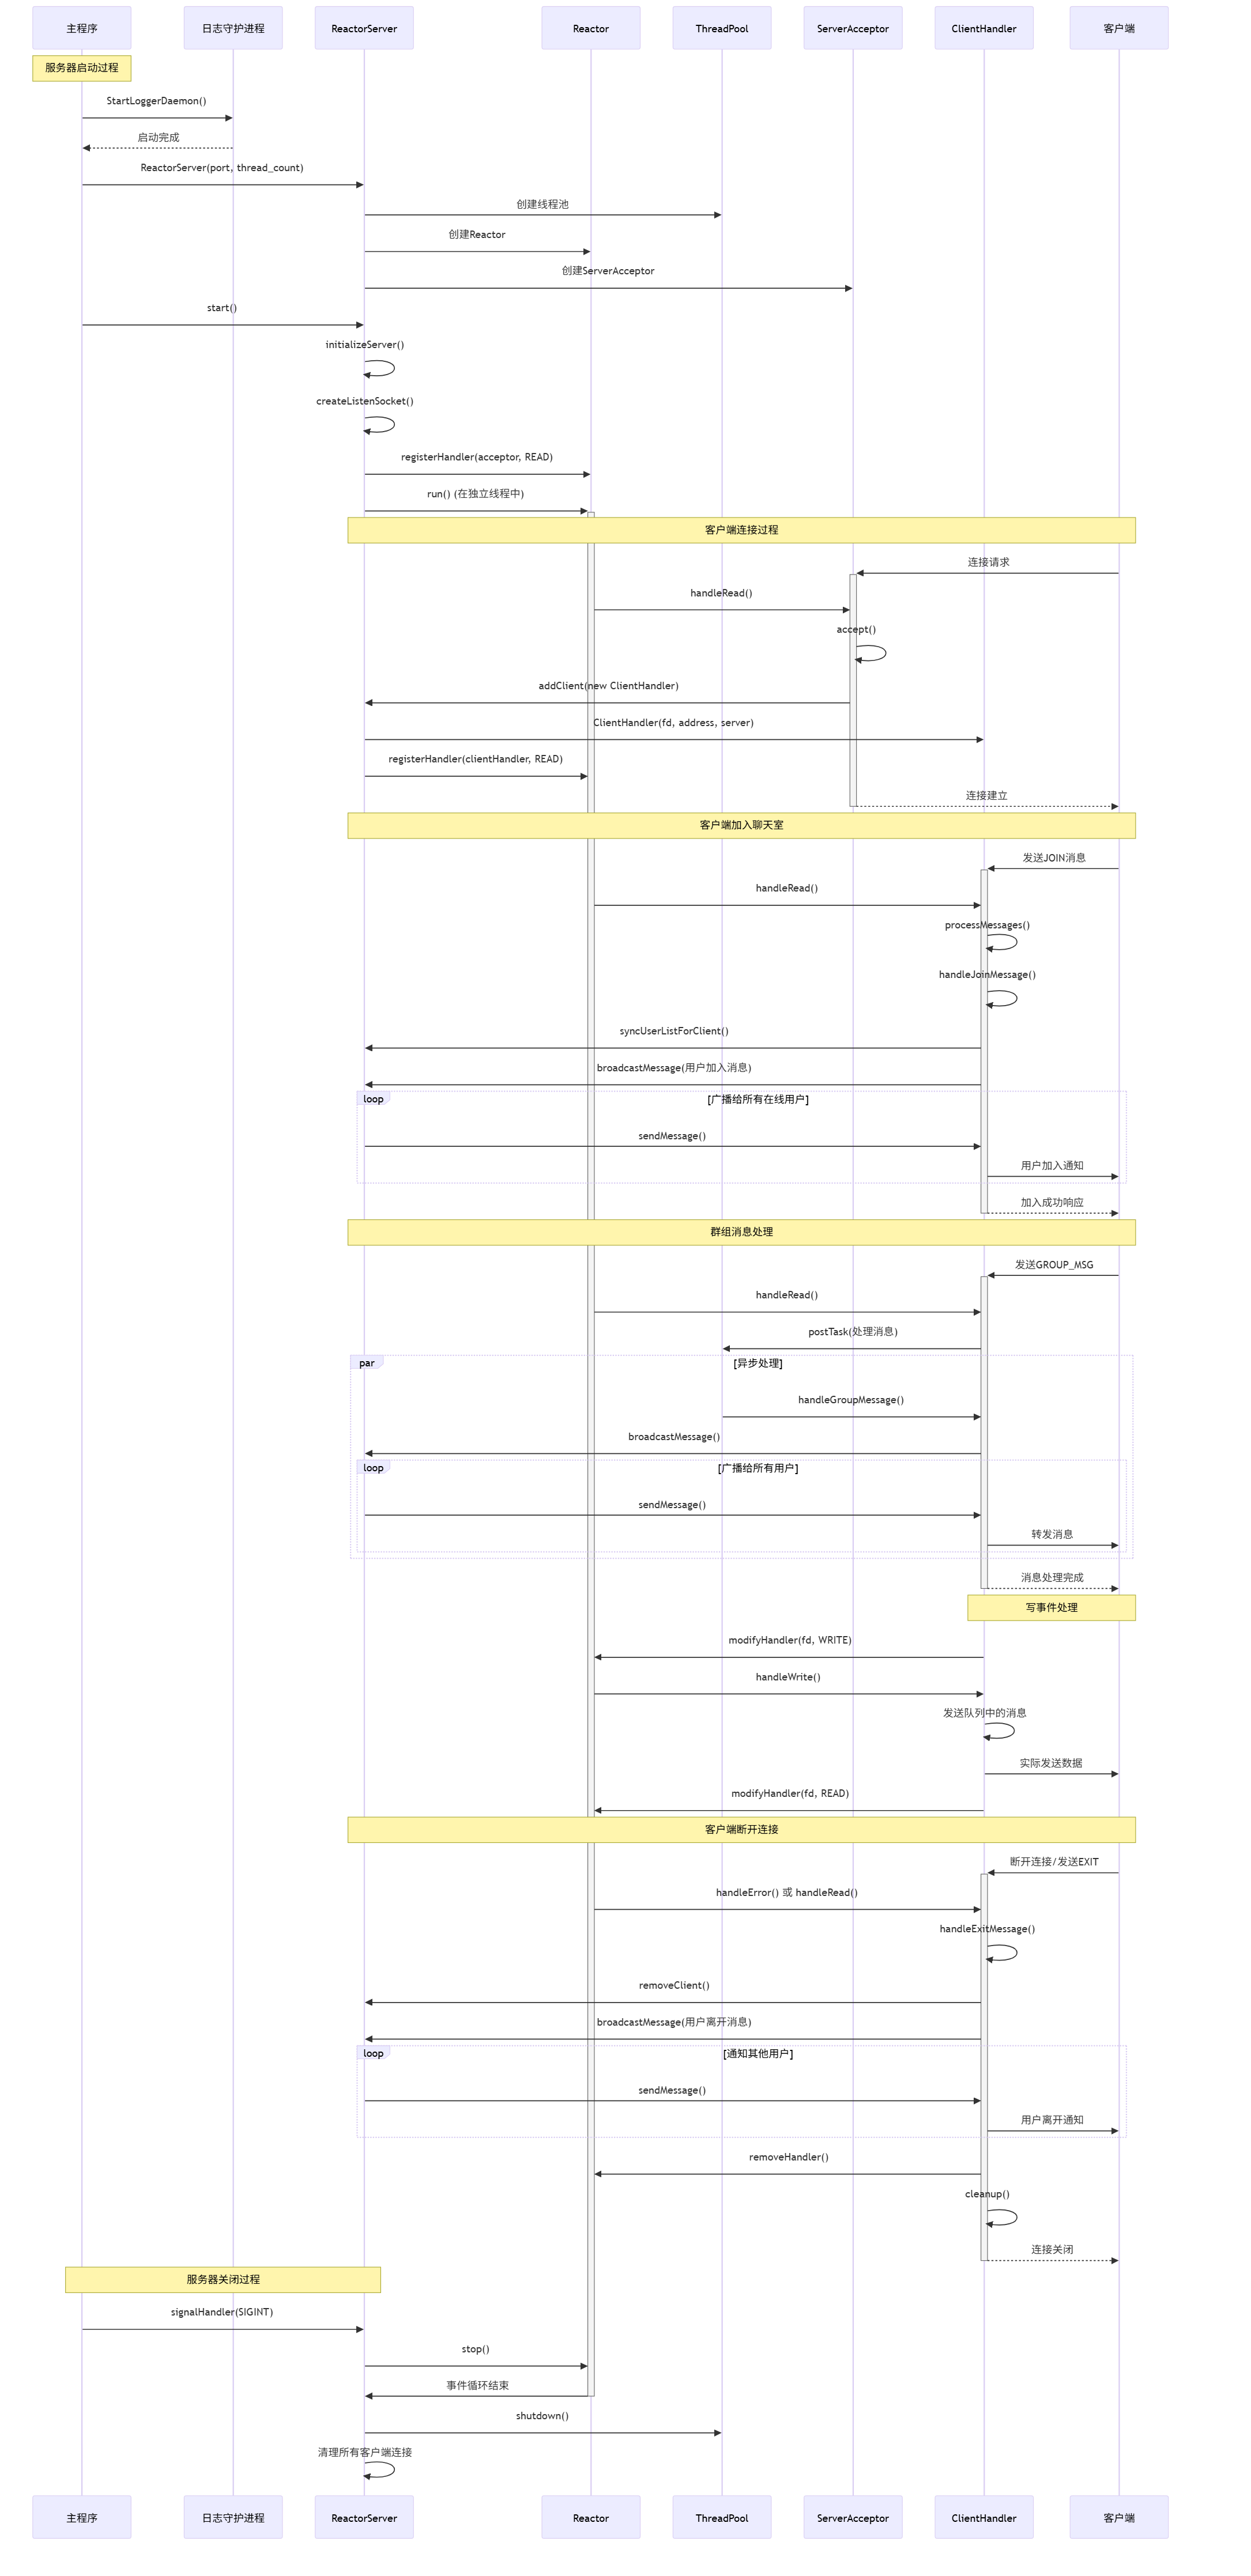 主程序
日志守护进程
ReactorServer
Reactor
ThreadPool
ServerAcceptor
ClientHandler
客户端
服务器启动过程
StartLoggerDaemon()
启动完成
ReactorServer(port, thread_count)
创建线程池
创建Reactor
创建ServerAcceptor
start()
initializeServer()
createListenSocket()
registerHandler(acceptor, READ)
run() (在独立线程中)
客户端连接过程
连接请求
handleRead()
accept()
addClient(new ClientHandler)
ClientHandler(fd, address, server)
registerHandler(clientHandler, READ)
连接建立
客户端加入聊天室
发送JOIN消息
handleRead()
processMessages()
handleJoinMessage()
syncUserListForClient()
broadcastMessage(用户加入消息)
loop
[广播给所有在线用户]
sendMessage()
用户加入通知
加入成功响应
群组消息处理
发送GROUP_MSG
handleRead()
postTask(处理消息)
par
[异步处理]
handleGroupMessage()
broadcastMessage()
loop
[广播给所有用户]
sendMessage()
转发消息
消息处理完成
写事件处理
modifyHandler(fd, WRITE)
handleWrite()
发送队列中的消息
实际发送数据
modifyHandler(fd, READ)
客户端断开连接
断开连接/发送EXIT
handleError() 或 handleRead()
handleExitMessage()
removeClient()
broadcastMessage(用户离开消息)
loop
[通知其他用户]
sendMessage()
用户离开通知
removeHandler()
cleanup()
连接关闭
服务器关闭过程
signalHandler(SIGINT)
stop()
事件循环结束
shutdown()
清理所有客户端连接
主程序
日志守护进程
ReactorServer
Reactor
ThreadPool
ServerAcceptor
ClientHandler
客户端